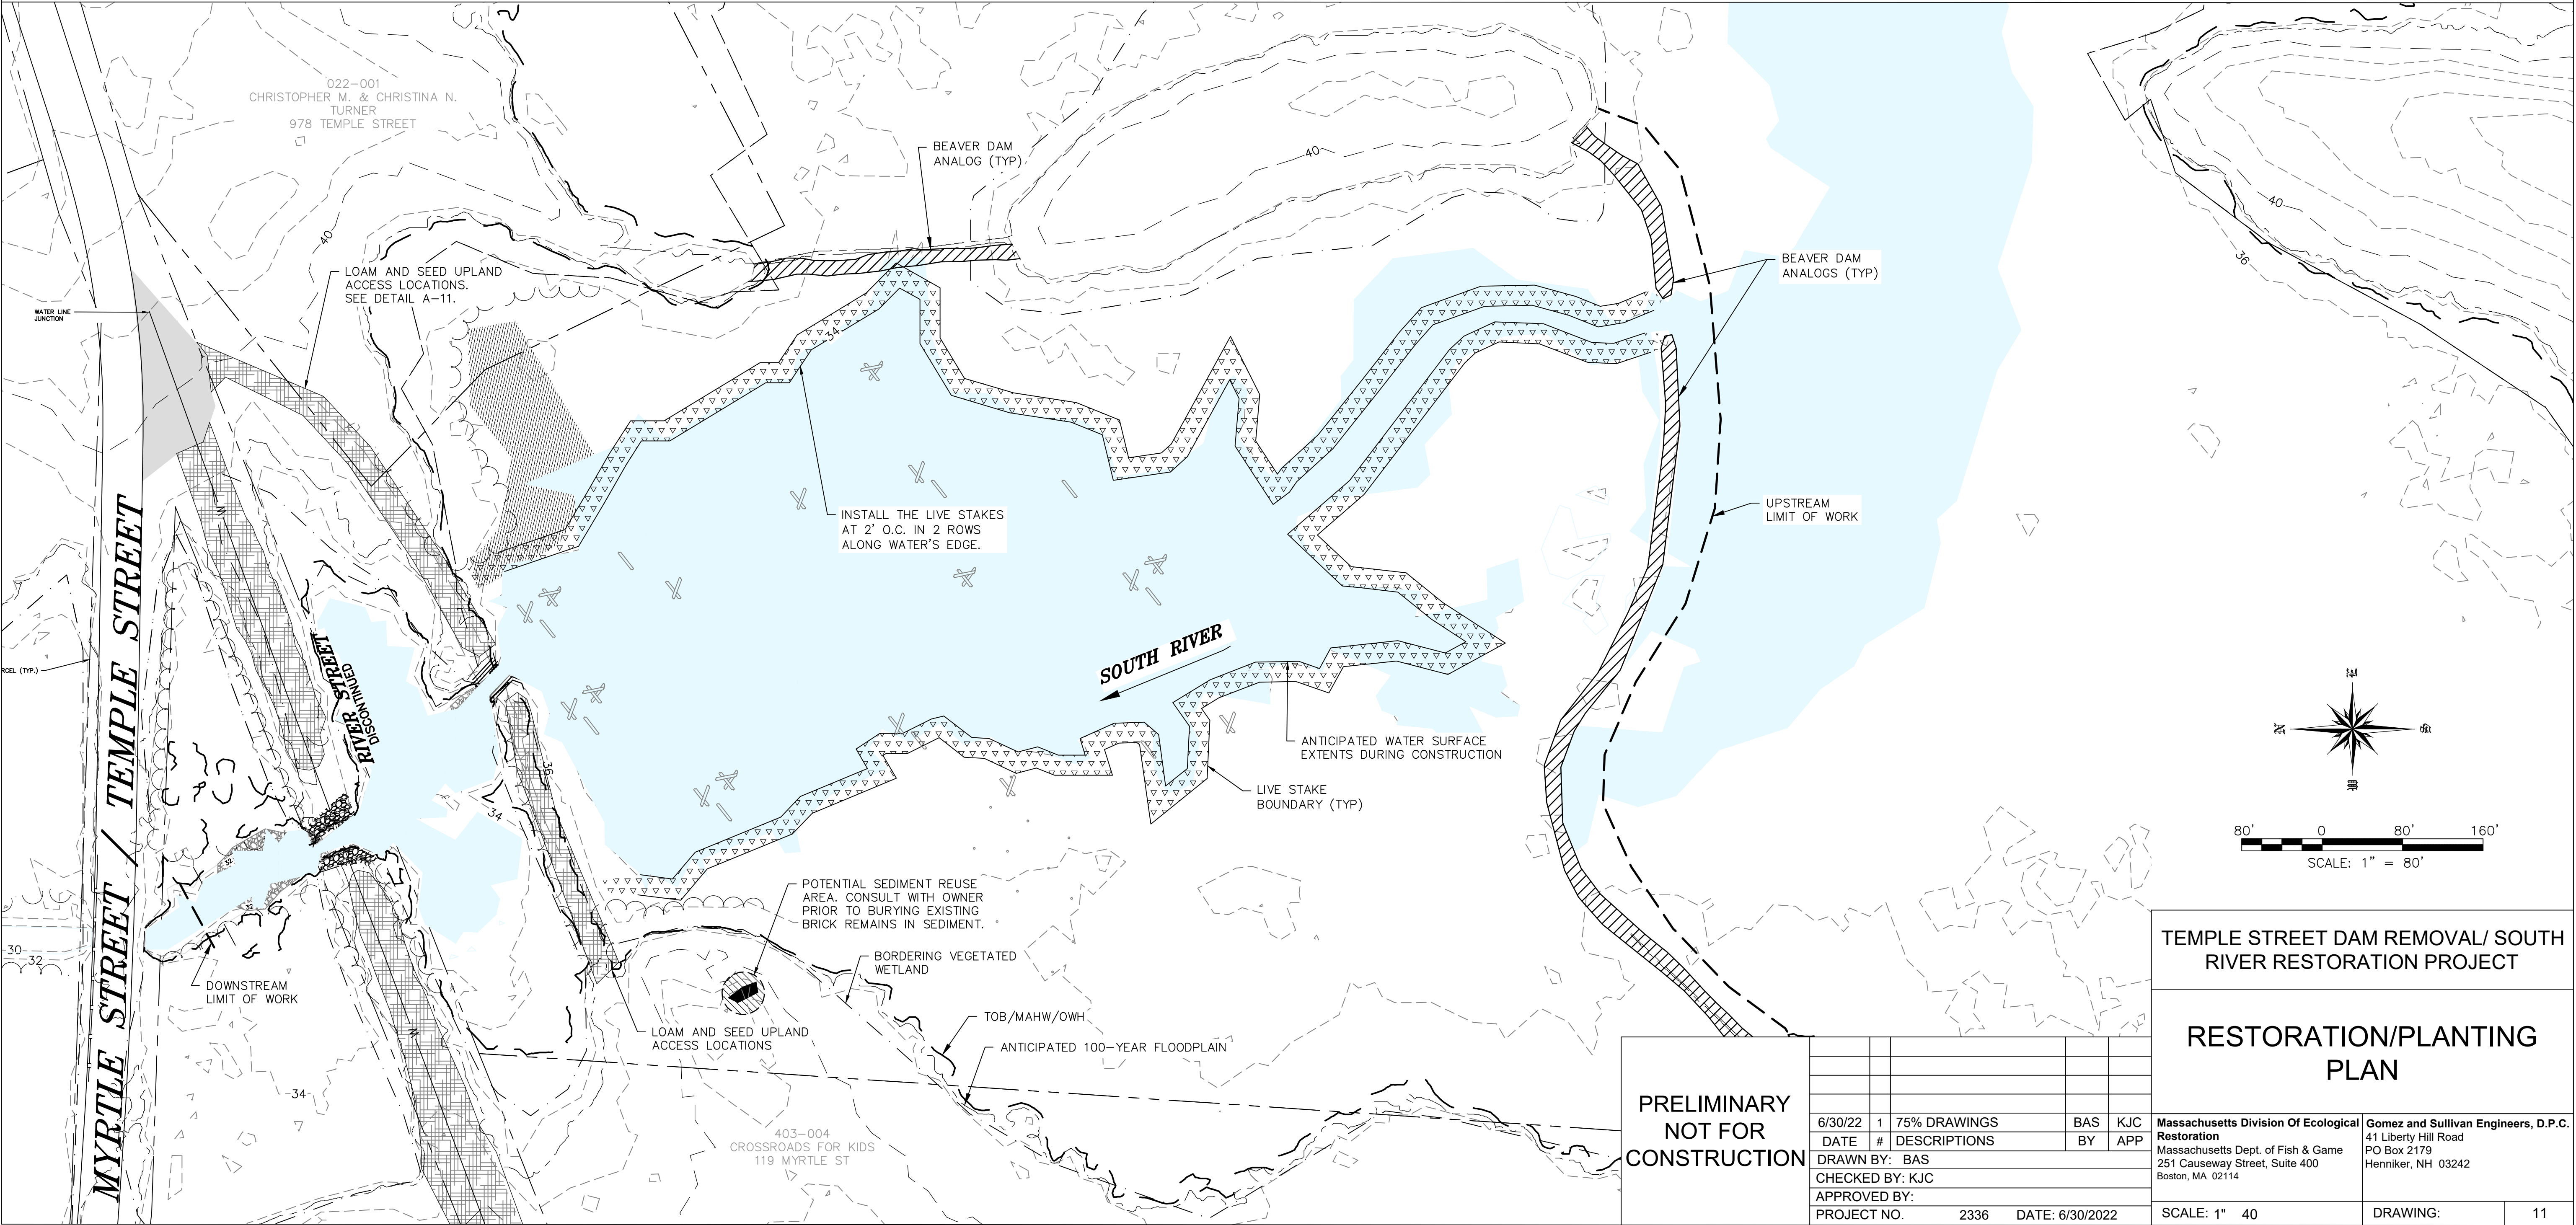 022-001
CHRISTOPHER M. & CHRISTINA N.
TURNER
978 TEMPLE STREET
BEAVER DAM
ANALOG (TYP)
40
40
40
36
LOAM AND SEED UPLAND
ACCESS LOCATIONS.
SEE DETAIL A-11.
WATER LINE
JUNCTION
BEAVER DAM
ANALOGS (TYP)
34
INSTALL THE LIVE STAKES
AT 2' O.C. IN 2 ROWS
ALONG WATER'S EDGE.
UPSTREAM
LIMIT OF WORK
W
MYRTLE STREET / TEMPLE STREET
RIVER STREET
DISCONTINUED
RCEL (TYP.)
SOUTH RIVER
ANTICIPATED WATER SURFACE
EXTENTS DURING CONSTRUCTION
LIVE STAKE
BOUNDARY (TYP)
36
34
32
32
E
N
S
W
80'
0
80'
160'
SCALE: 1" = 80'
POTENTIAL SEDIMENT REUSE
AREA. CONSULT WITH OWNER
PRIOR TO BURYING EXISTING
BRICK REMAINS IN SEDIMENT.
BORDERING VEGETATED
WETLAND
30
32
DOWNSTREAM
LIMIT OF WORK
TOB/MAHW/OWH
LOAM AND SEED UPLAND
ACCESS LOCATIONS
ANTICIPATED 100-YEAR FLOODPLAIN
W
34
403-004
CROSSROADS FOR KIDS
119 MYRTLE ST
PRELIMINARY
NOT FOR
CONSTRUCTION
6/30/22 1 75% DRAWINGS BAS KJC
DATE # DESCRIPTIONS BY APP
DRAWN BY: BAS
CHECKED BY: KJC
APPROVED BY:
PROJECT NO. 2336 DATE: 6/30/2022
TEMPLE STREET DAM REMOVAL/ SOUTH
RIVER RESTORATION PROJECT
RESTORATION/PLANTING
PLAN
Massachusetts Division Of Ecological
Restoration
Massachusetts Dept. of Fish & Game
251 Causeway Street, Suite 400
Boston, MA 02114
Gomez and Sullivan Engineers, D.P.C.
41 Liberty Hill Road
PO Box 2179
Henniker, NH 03242
SCALE: 1" 40
DRAWING: 11